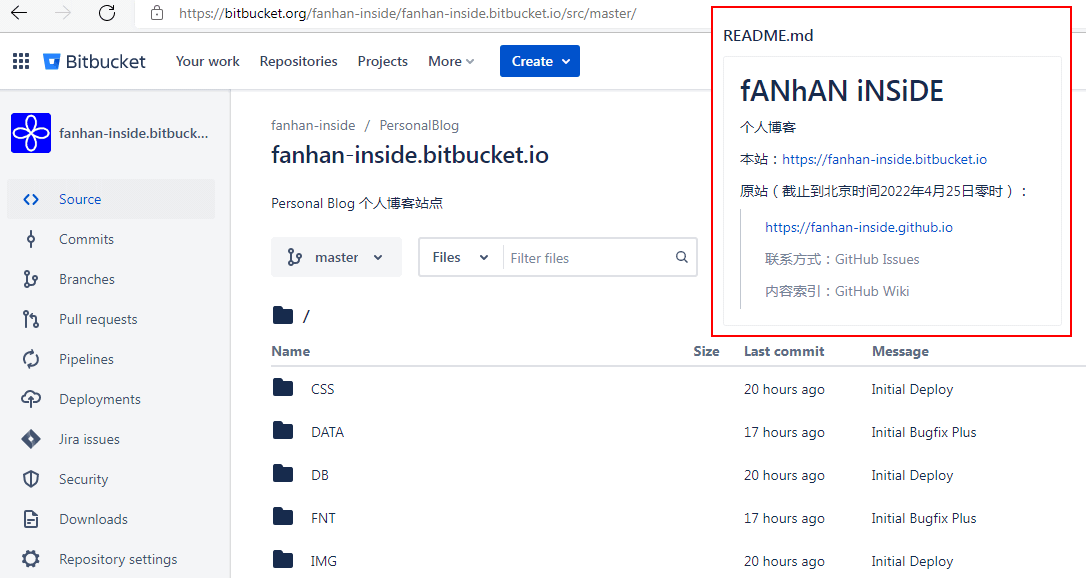 https://bitbucket.org/fanhan-inside/fanhan-inside.bitbucket.io/src/master/
Bitbucket
Your work
Repositories
Projects
More
Create
fanhan-inside.bitbuck...
Source
Commits
Branches
Pull requests
Pipelines
Deployments
Jira issues
Security
Downloads
Repository settings
fanhan-inside / PersonalBlog
fanhan-inside.bitbucket.io
Personal Blog 个人博客站点
master
Files
Filter files
/
Name Size Last commit Message
CSS 20 hours ago Initial Deploy
DATA 17 hours ago Initial Bugfix Plus
DB 20 hours ago Initial Deploy
FNT 17 hours ago Initial Bugfix Plus
IMG 20 hours ago Initial Deploy
README.md
fANhAN iNSiDE
个人博客
本站：https://fanhan-inside.bitbucket.io
原站（截止到北京时间2022年4月25日零时）：
https://fanhan-inside.github.io
联系方式：GitHub Issues
内容索引：GitHub Wiki